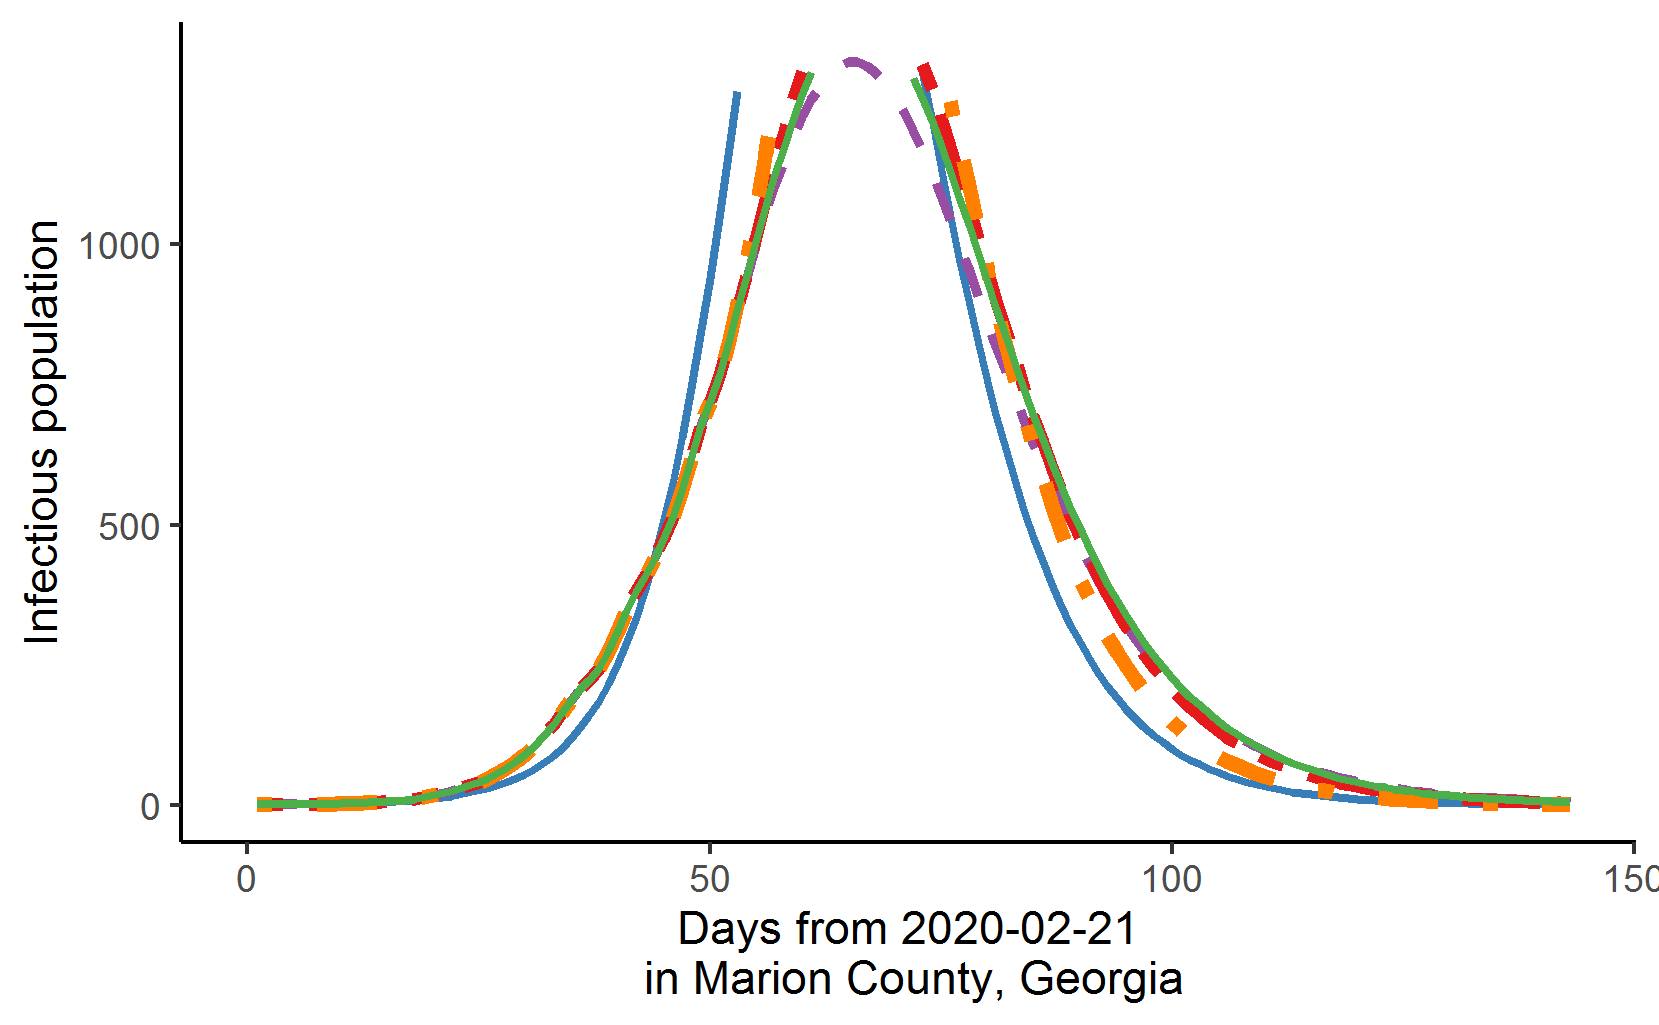 Infectious population
1000
500
0
0 50 100 150
Days from 2020-02-21
in Marion County, Georgia